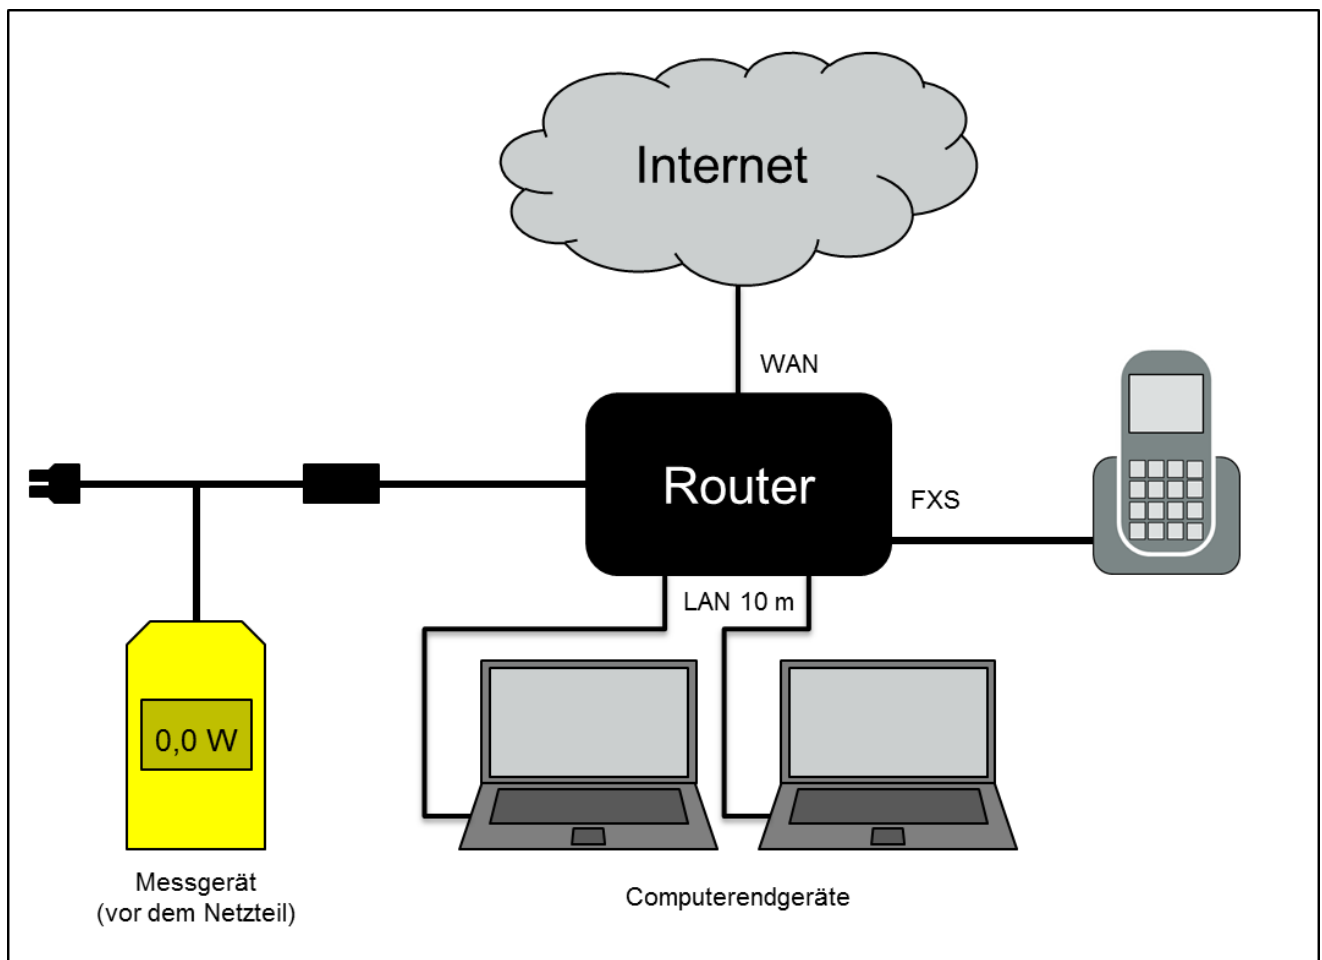 Internet
WAN
Router
FXS
LAN 10 m
0,0 W
Messgerät
(vor dem Netzteil)
Computerendgeräte